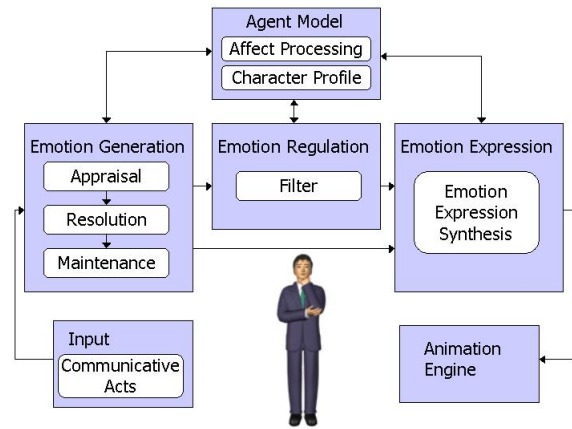 Agent Model
Affect Processing
Character Profile
Emotion Generation
Appraisal
Resolution
Maintenance
Emotion Regulation
Filter
Emotion Expression
Emotion
Expression
Synthesis
Input
Communicative
Acts
Animation
Engine